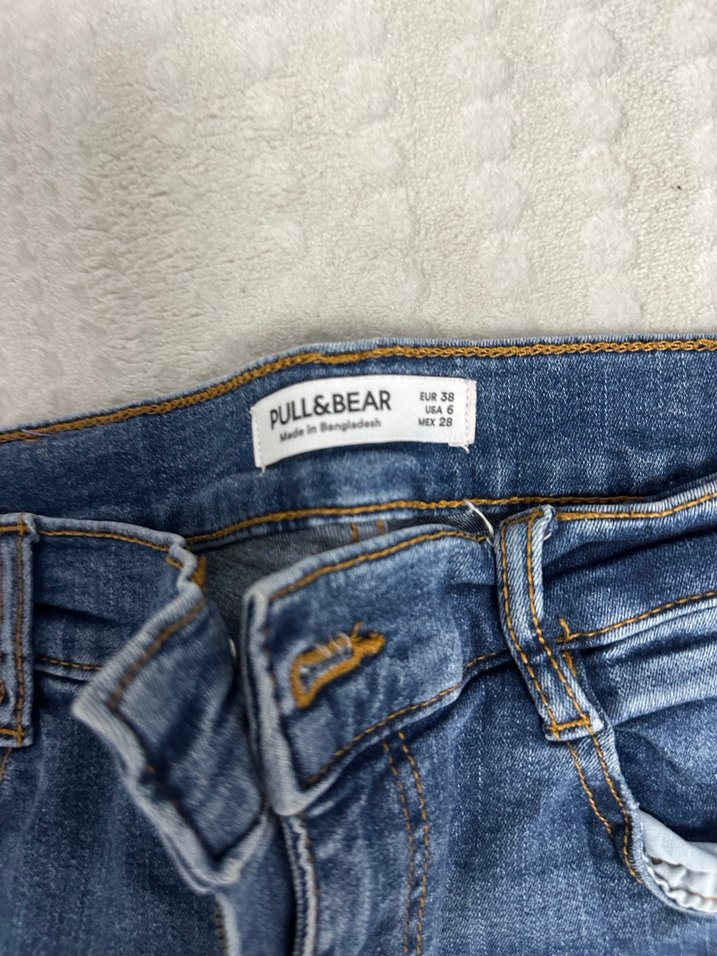 PULL&BEAR
Made in Bangladesh
EUR 38
USA 6
MEX 28